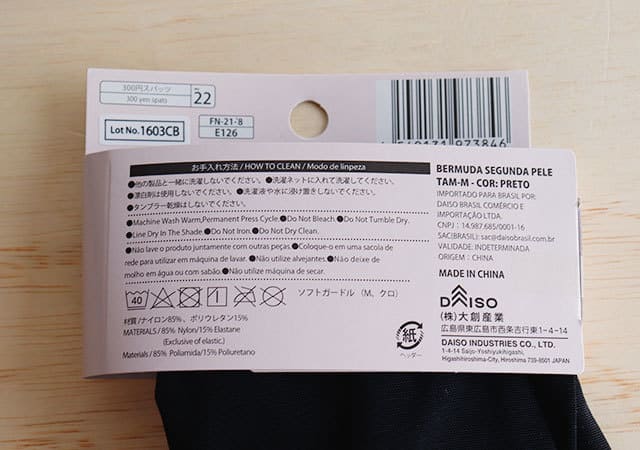 300円スパッツ
300 yen spats
22
FN-21-8
E126
Lot No. 1603CB
973846
お手入れ方法 / HOW TO CLEAN / Modo de limpeza
●他の製品と一緒に洗濯しないでください。●洗濯ネットに入れて洗濯してください。
●漂白剤は使用しないでください。●洗濯液や水に浸け置きしないでください。
●タンブラー乾燥はしないでください。
●Machine Wash Warm,Permanent Press Cycle.●Do Not Bleach.●Do Not Tumble Dry.
●Line Dry In The Shade.●Do Not Iron.●Do Not Dry Clean.
●Não lave o produto juntamente com outras peças.●Coloque-o em uma sacola de
rede para utilizar em máquina de lavar.●Não utilize alvejantes.●Não deixe de
molho em água ou com sabão.●Não utilize máquina de secar.
40
ソフトガードル (M、クロ)
材質/ナイロン85%、ポリウレタン15%
MATERIALS / 85% Nylon/15% Elastane
(Exclusive of elastic.)
Materials / 85% Poliamida/15% Poliuretano
紙
ヘッダー
BERMUDA SEGUNDA PELE
TAM-M - COR: PRETO
IMPORTADO PARA BRASIL POR:
DAISO BRASIL COMÉRCIO E
IMPORTAÇÃO LTDA.
CNPJ : 14.987.685/0001-16
SAC(BRASIL): sac@daisobrasil.com.br
VALIDADE: INDETERMINADA
ORIGEM : CHINA
MADE IN CHINA
DAISO
(株)大創産業
広島県東広島市西条吉行東1-4-14
DAISO INDUSTRIES CO., LTD.
1-4-14 Saijo-Yoshiyukihigashi,
Higashihiroshima-City, Hiroshima 739-8501 JAPAN